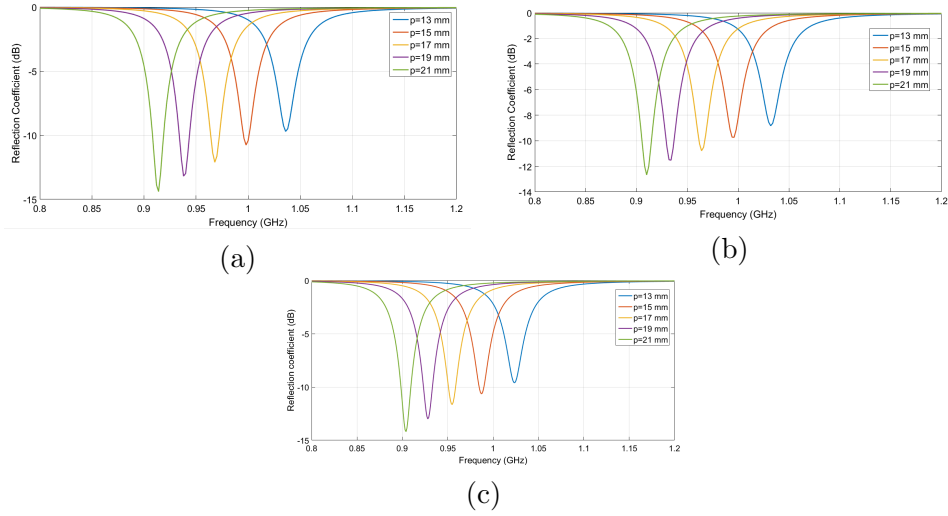 0
-5
-10
-15
Reflection Coefficient (dB)
0.8 0.85 0.9 0.95 1 1.05 1.1 1.15 1.2
Frequency (GHz)
p=13 mm
p=15 mm
p=17 mm
p=19 mm
p=21 mm
(a)
0
-2
-4
-6
-8
-10
-12
-14
Reflection Coefficient (dB)
0.8 0.85 0.9 0.95 1 1.05 1.1 1.15 1.2
Frequency (GHz)
p=13 mm
p=15 mm
p=17 mm
p=19 mm
p=21 mm
(b)
0
-5
-10
-15
Reflection coefficient (dB)
0.8 0.85 0.9 0.95 1 1.05 1.1 1.15 1.2
Frequency (GHz)
p=13 mm
p=15 mm
p=17 mm
p=19 mm
p=21 mm
(c)